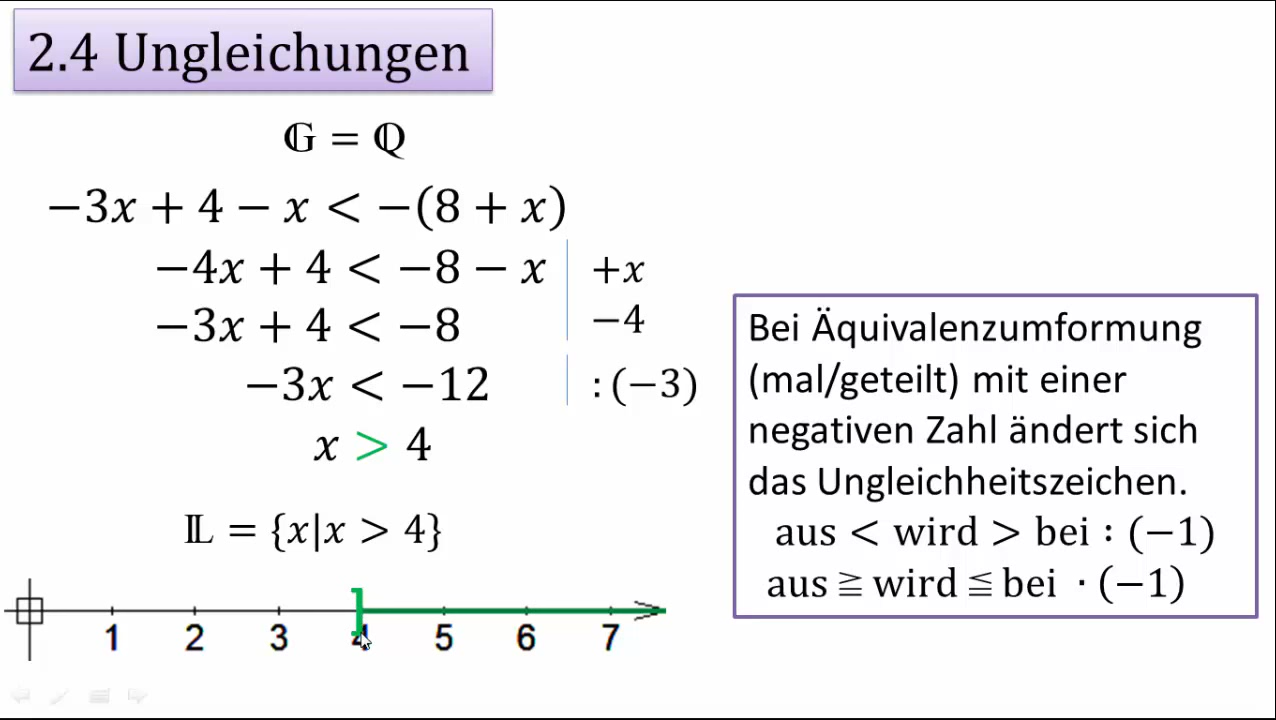 2.4 Ungleichungen
𝔾 = ℚ
−3x + 4 − x < −(8 + x)
−4x + 4 < −8 − x | +x
−3x + 4 < −8 | −4
−3x < −12 | : (−3)
x > 4
𝕃 = {x|x > 4}
1 2 3 4 5 6 7
Bei Äquivalenzumformung
(mal/geteilt) mit einer
negativen Zahl ändert sich
das Ungleichheitszeichen.
aus < wird > bei : (−1)
aus ≧ wird ≦ bei · (−1)